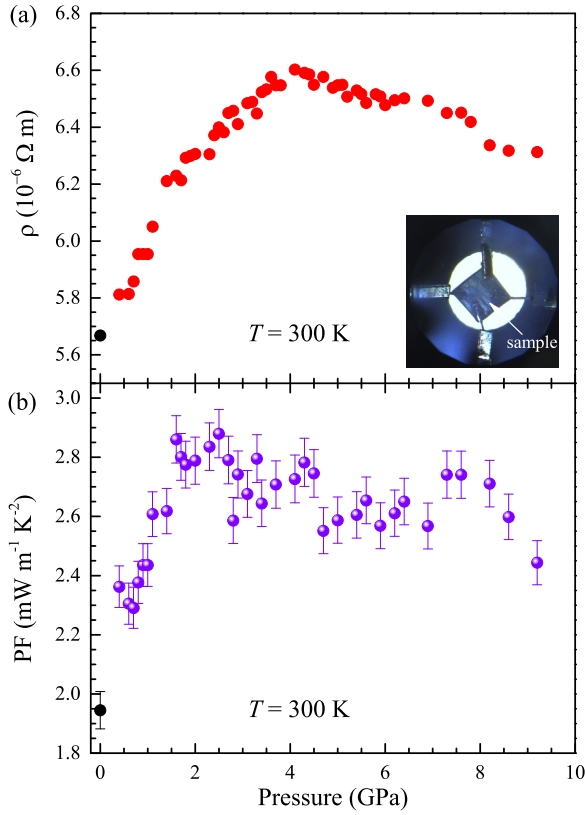 (a)
6.8
6.6
6.4
6.2
6.0
5.8
5.6
ρ (10⁻⁶ Ω m)
T = 300 K
sample
(b)
3.0
2.8
2.6
2.4
2.2
2.0
1.8
PF (mW m⁻¹ K⁻²)
T = 300 K
0 2 4 6 8 10
Pressure (GPa)